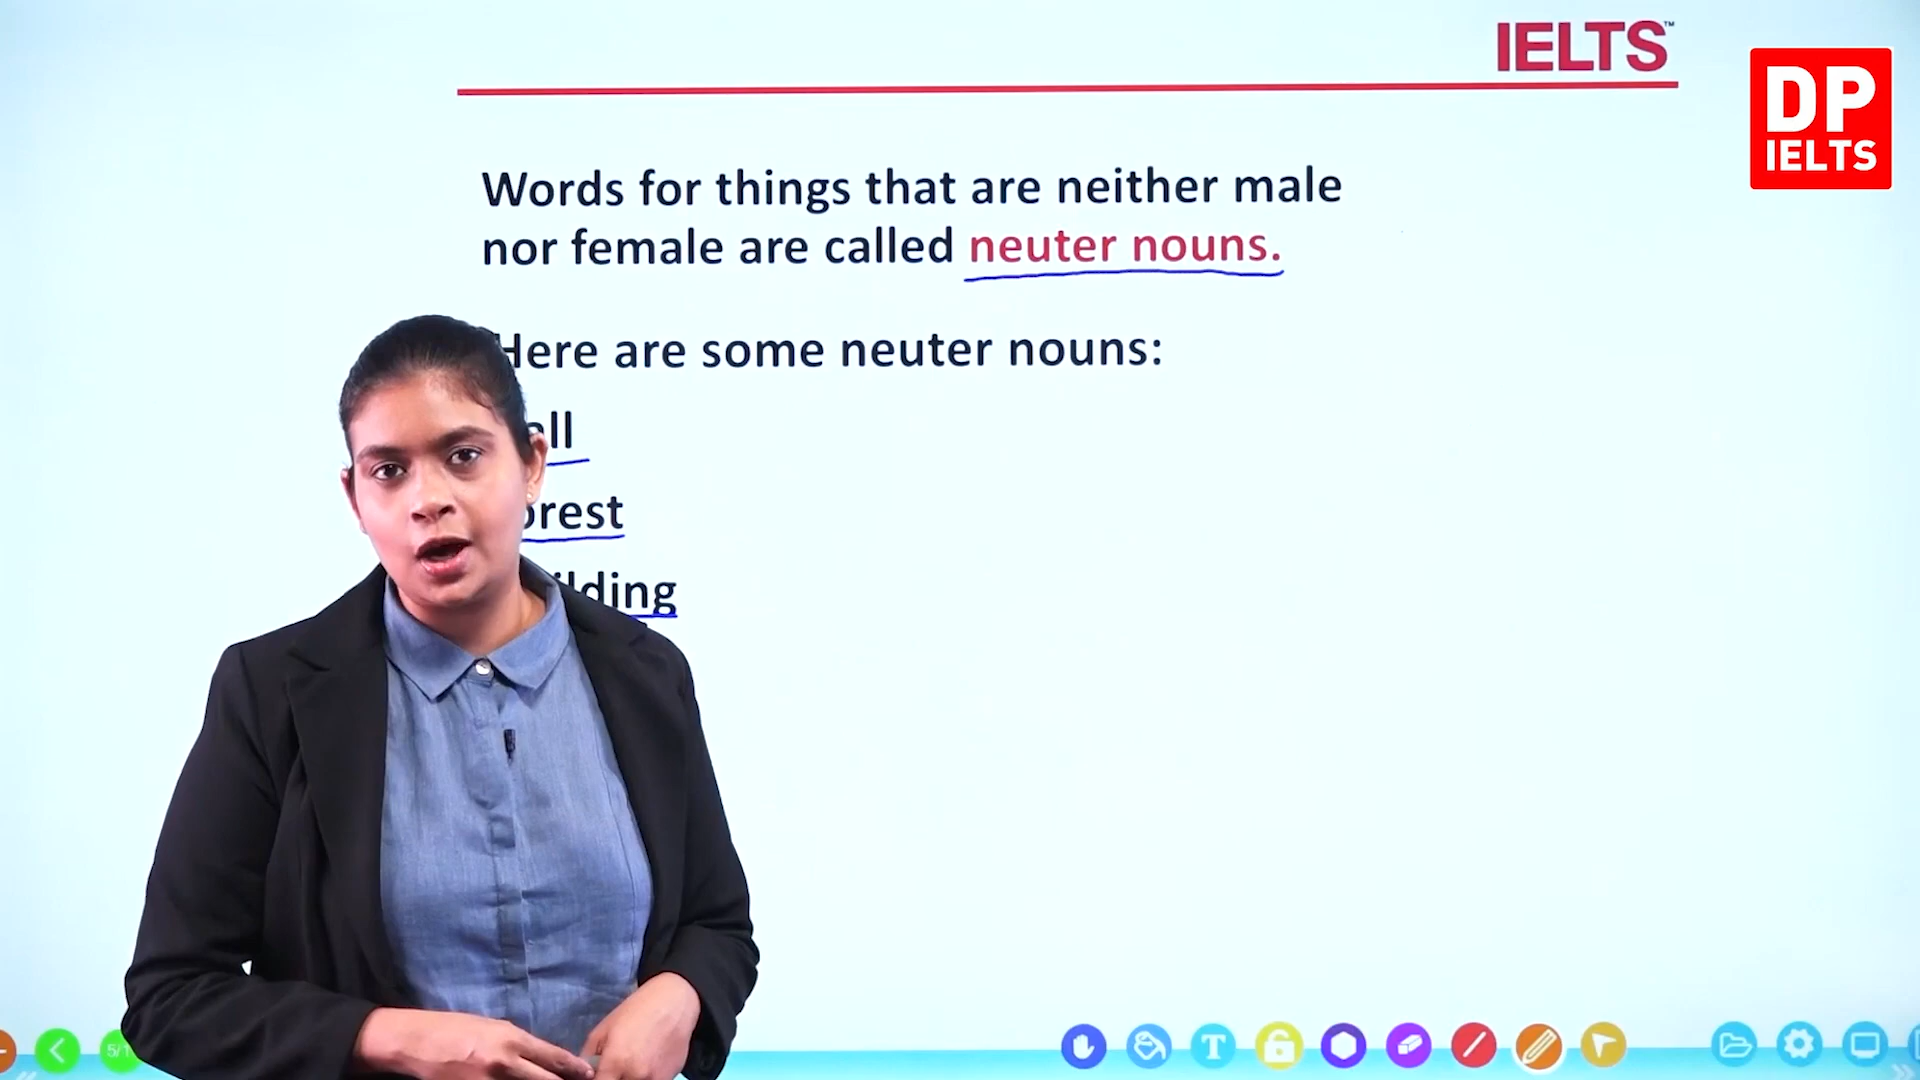 IELTS™
DP
IELTS
Words for things that are neither male
nor female are called neuter nouns.
Here are some neuter nouns: